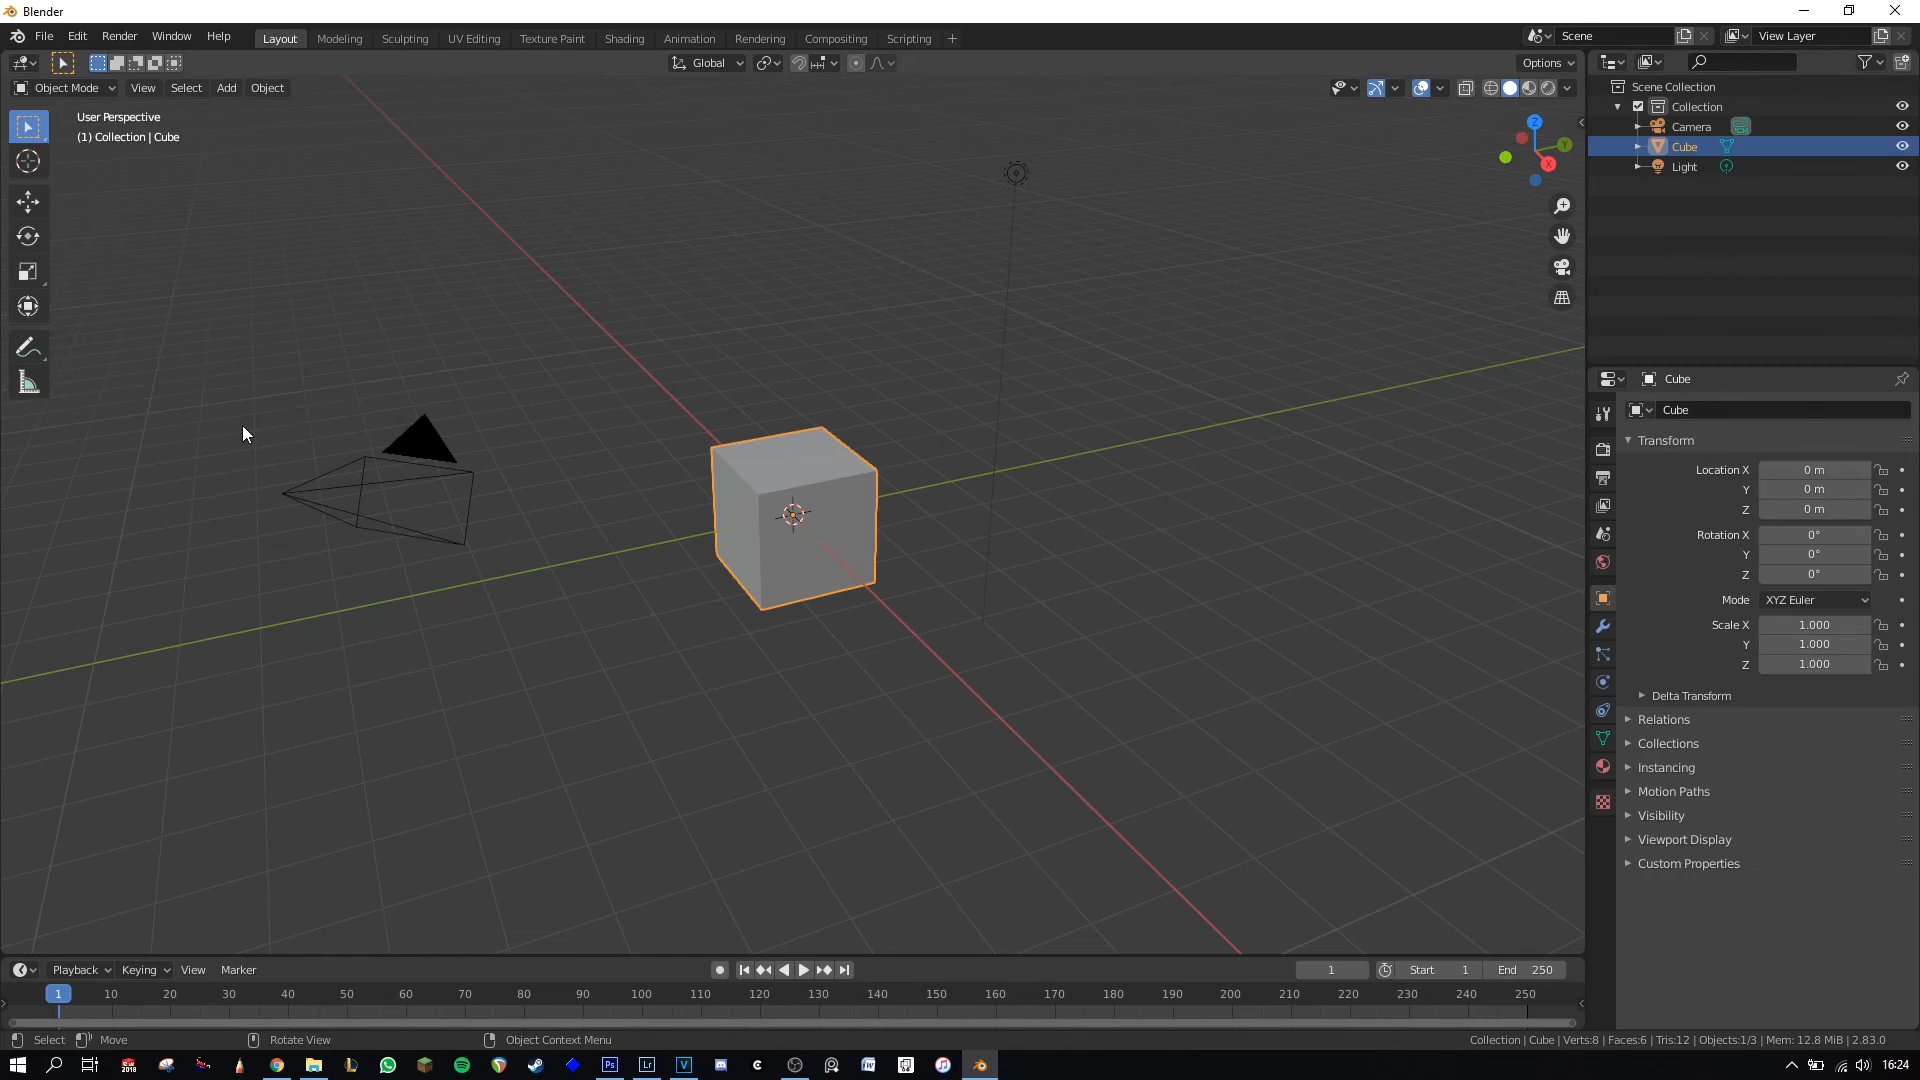 Blender
File Edit Render Window Help Layout Modeling Sculpting UV Editing Texture Paint Shading Animation Rendering Compositing Scripting + Scene View Layer
Global Options
Object Mode View Select Add Object
User Perspective
(1) Collection | Cube
Z
Y
X
Scene Collection
Collection
Camera
Cube
Light
Cube
Cube
Transform
Location X 0 m
Y 0 m
Z 0 m
Rotation X 0°
Y 0°
Z 0°
Mode XYZ Euler
Scale X 1.000
Y 1.000
Z 1.000
Delta Transform
Relations
Collections
Instancing
Motion Paths
Visibility
Viewport Display
Custom Properties
Playback Keying View Marker 1 Start 1 End 250
1 10 20 30 40 50 60 70 80 90 100 110 120 130 140 150 160 170 180 190 200 210 220 230 240 250
Select Move Rotate View Object Context Menu Collection | Cube | Verts:8 | Faces:6 | Tris:12 | Objects:1/3 | Mem: 12.8 MiB | 2.83.0
2018 Ps Lr V 16:24